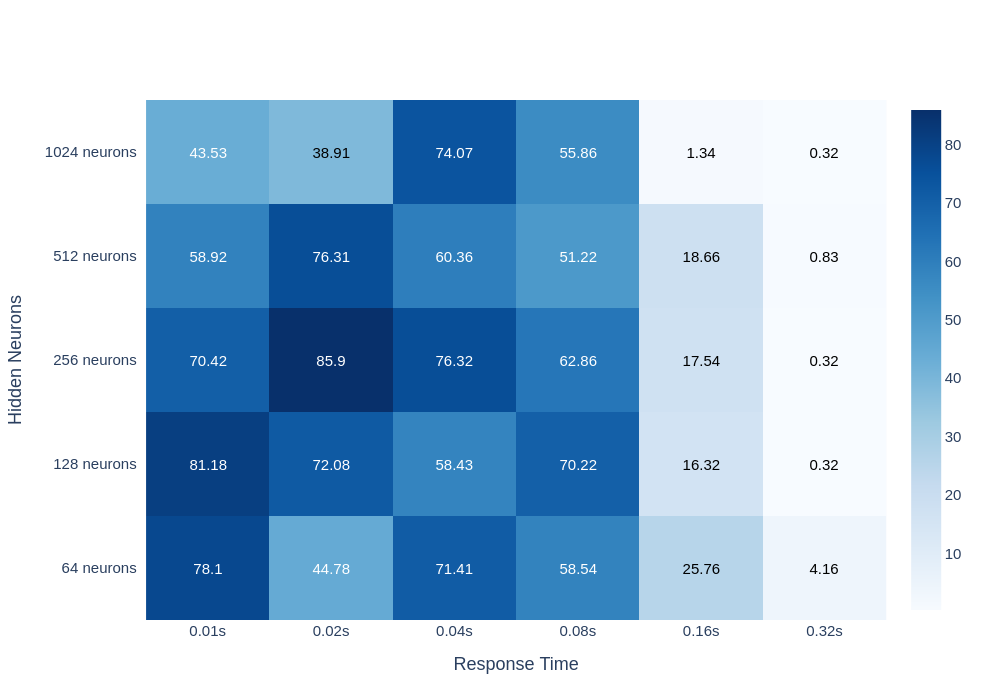 1024 neurons 43.53 38.91 74.07 55.86 1.34 0.32
512 neurons 58.92 76.31 60.36 51.22 18.66 0.83
256 neurons 70.42 85.9 76.32 62.86 17.54 0.32
128 neurons 81.18 72.08 58.43 70.22 16.32 0.32
64 neurons 78.1 44.78 71.41 58.54 25.76 4.16
0.01s 0.02s 0.04s 0.08s 0.16s 0.32s
Response Time
Hidden Neurons
80
70
60
50
40
30
20
10